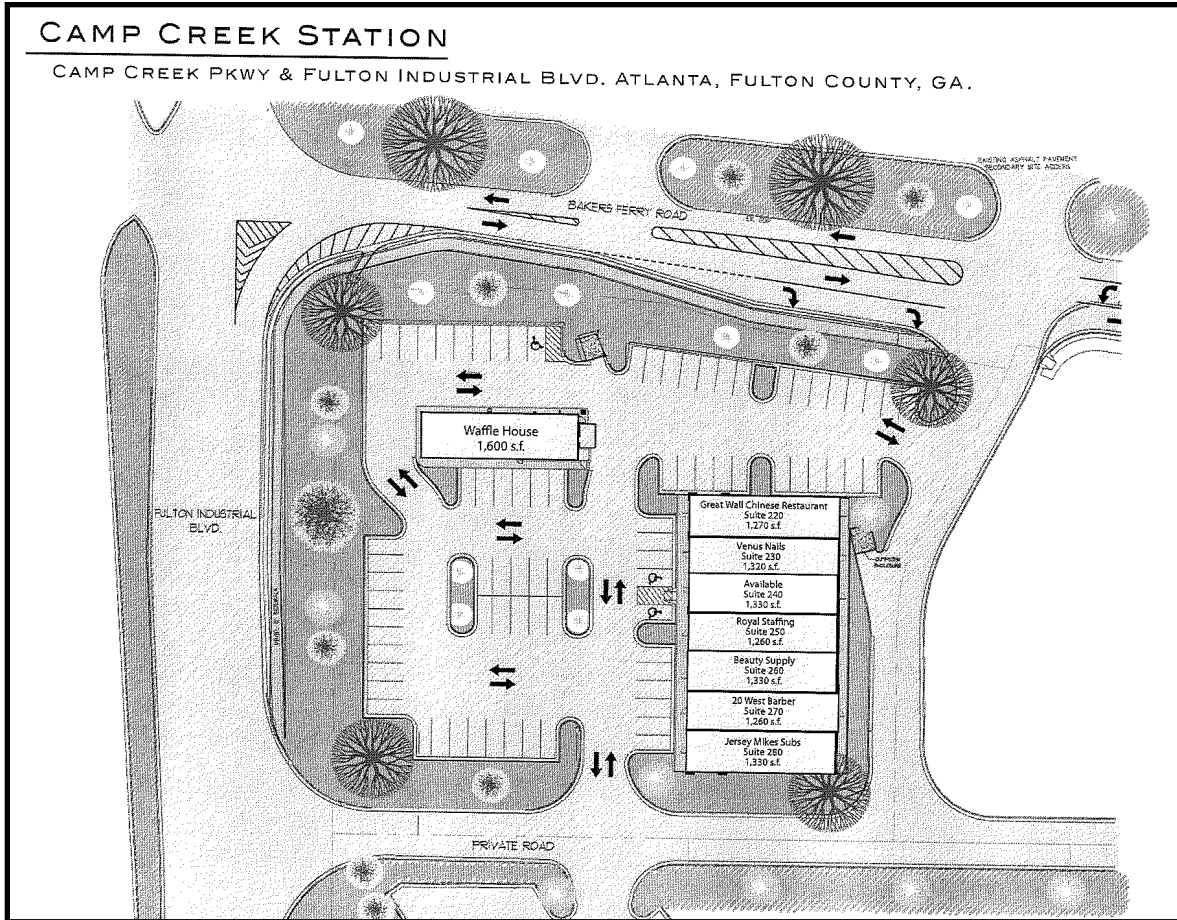 CAMP CREEK STATION
CAMP CREEK PKWY & FULTON INDUSTRIAL BLVD. ATLANTA, FULTON COUNTY, GA.
EXISTING ASPHALT PAVEMENT
SECONDARY SITE ACCESS
BAKERS FERRY ROAD
Waffle House
1,600 s.f.
FULTON INDUSTRIAL
BLVD.
Great Wall Chinese Restaurant
Suite 220
1,270 s.f.
Venus Nails
Suite 230
1,320 s.f.
Available
Suite 240
1,330 s.f.
Royal Staffing
Suite 250
1,260 s.f.
Beauty Supply
Suite 260
1,330 s.f.
20 West Barber
Suite 270
1,260 s.f.
Jersey Mikes Subs
Suite 280
1,330 s.f.
DUMPSTER
ENCLOSURE
PRIVATE ROAD